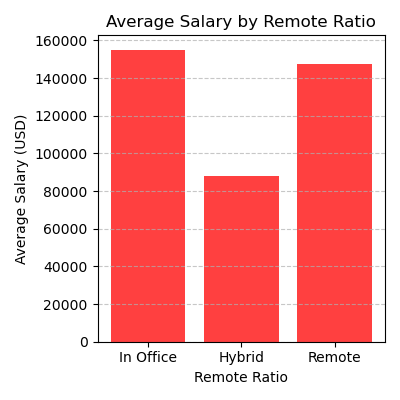 Average Salary by Remote Ratio
Average Salary (USD)
160000
140000
120000
100000
80000
60000
40000
20000
0
In Office Hybrid Remote
Remote Ratio